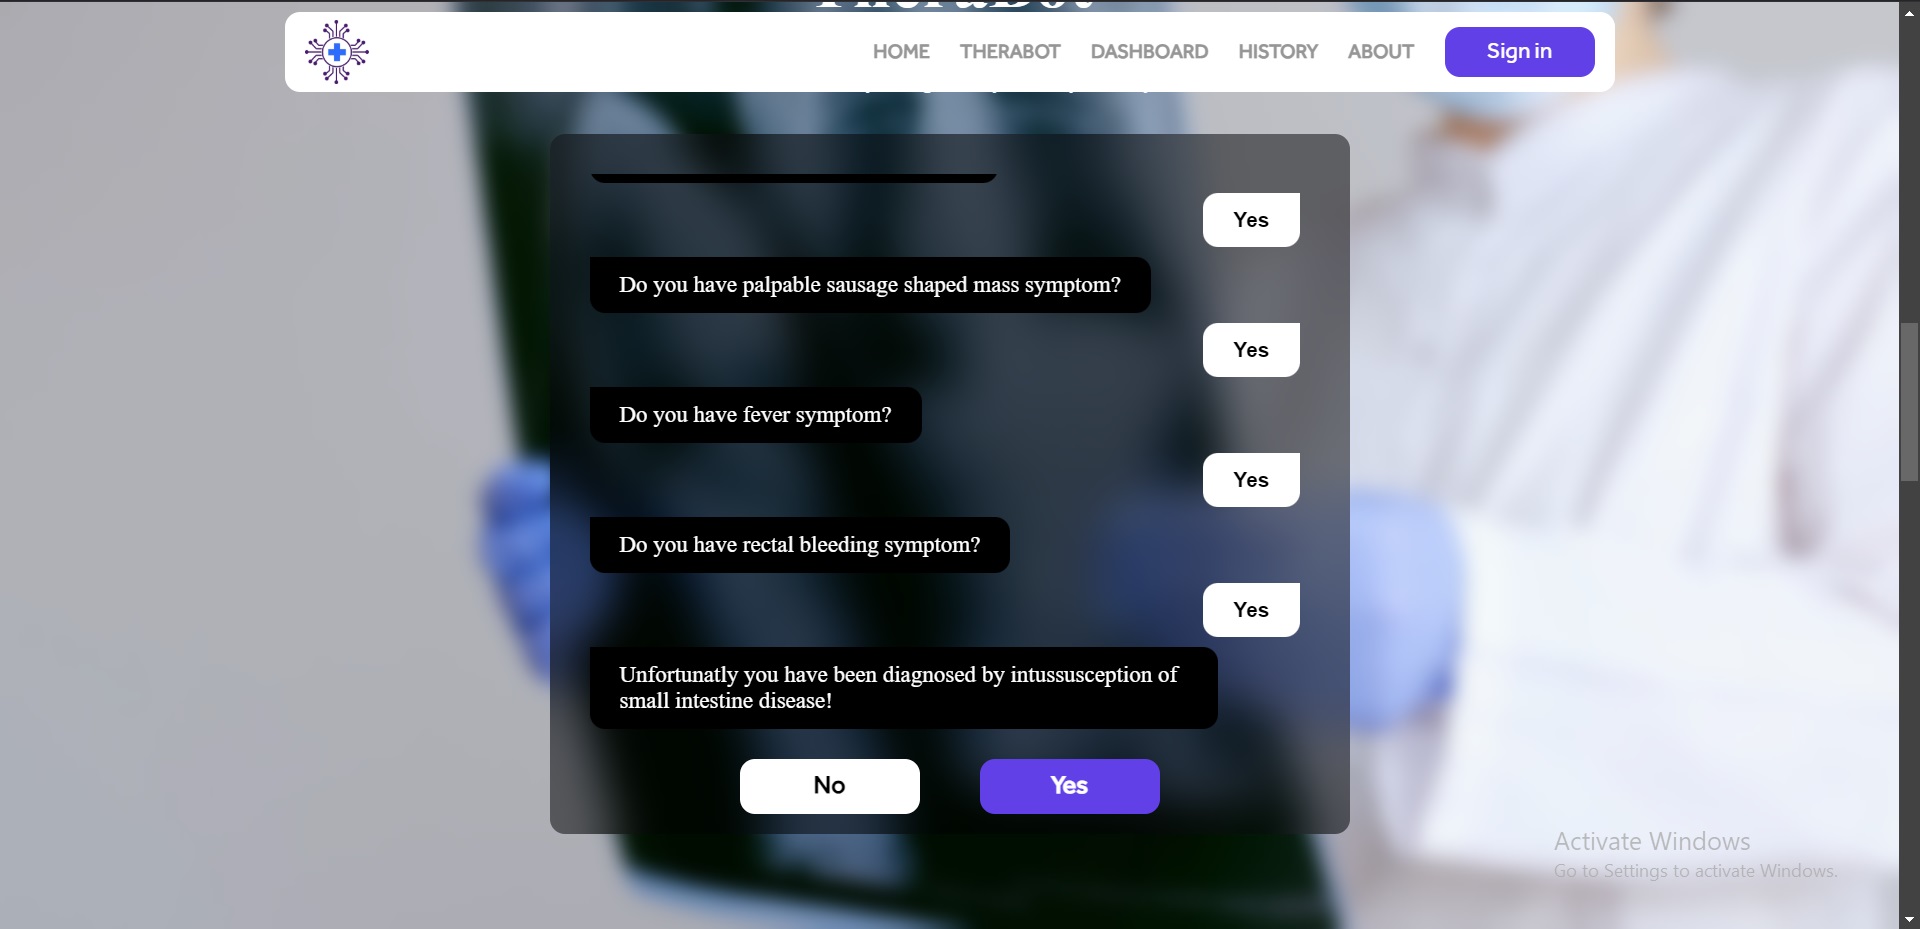 TheraBot
HOME THERABOT DASHBOARD HISTORY ABOUT Sign in
Yes
Do you have palpable sausage shaped mass symptom?
Yes
Do you have fever symptom?
Yes
Do you have rectal bleeding symptom?
Yes
Unfortunatly you have been diagnosed by intussusception of
small intestine disease!
No Yes
Activate Windows
Go to Settings to activate Windows.